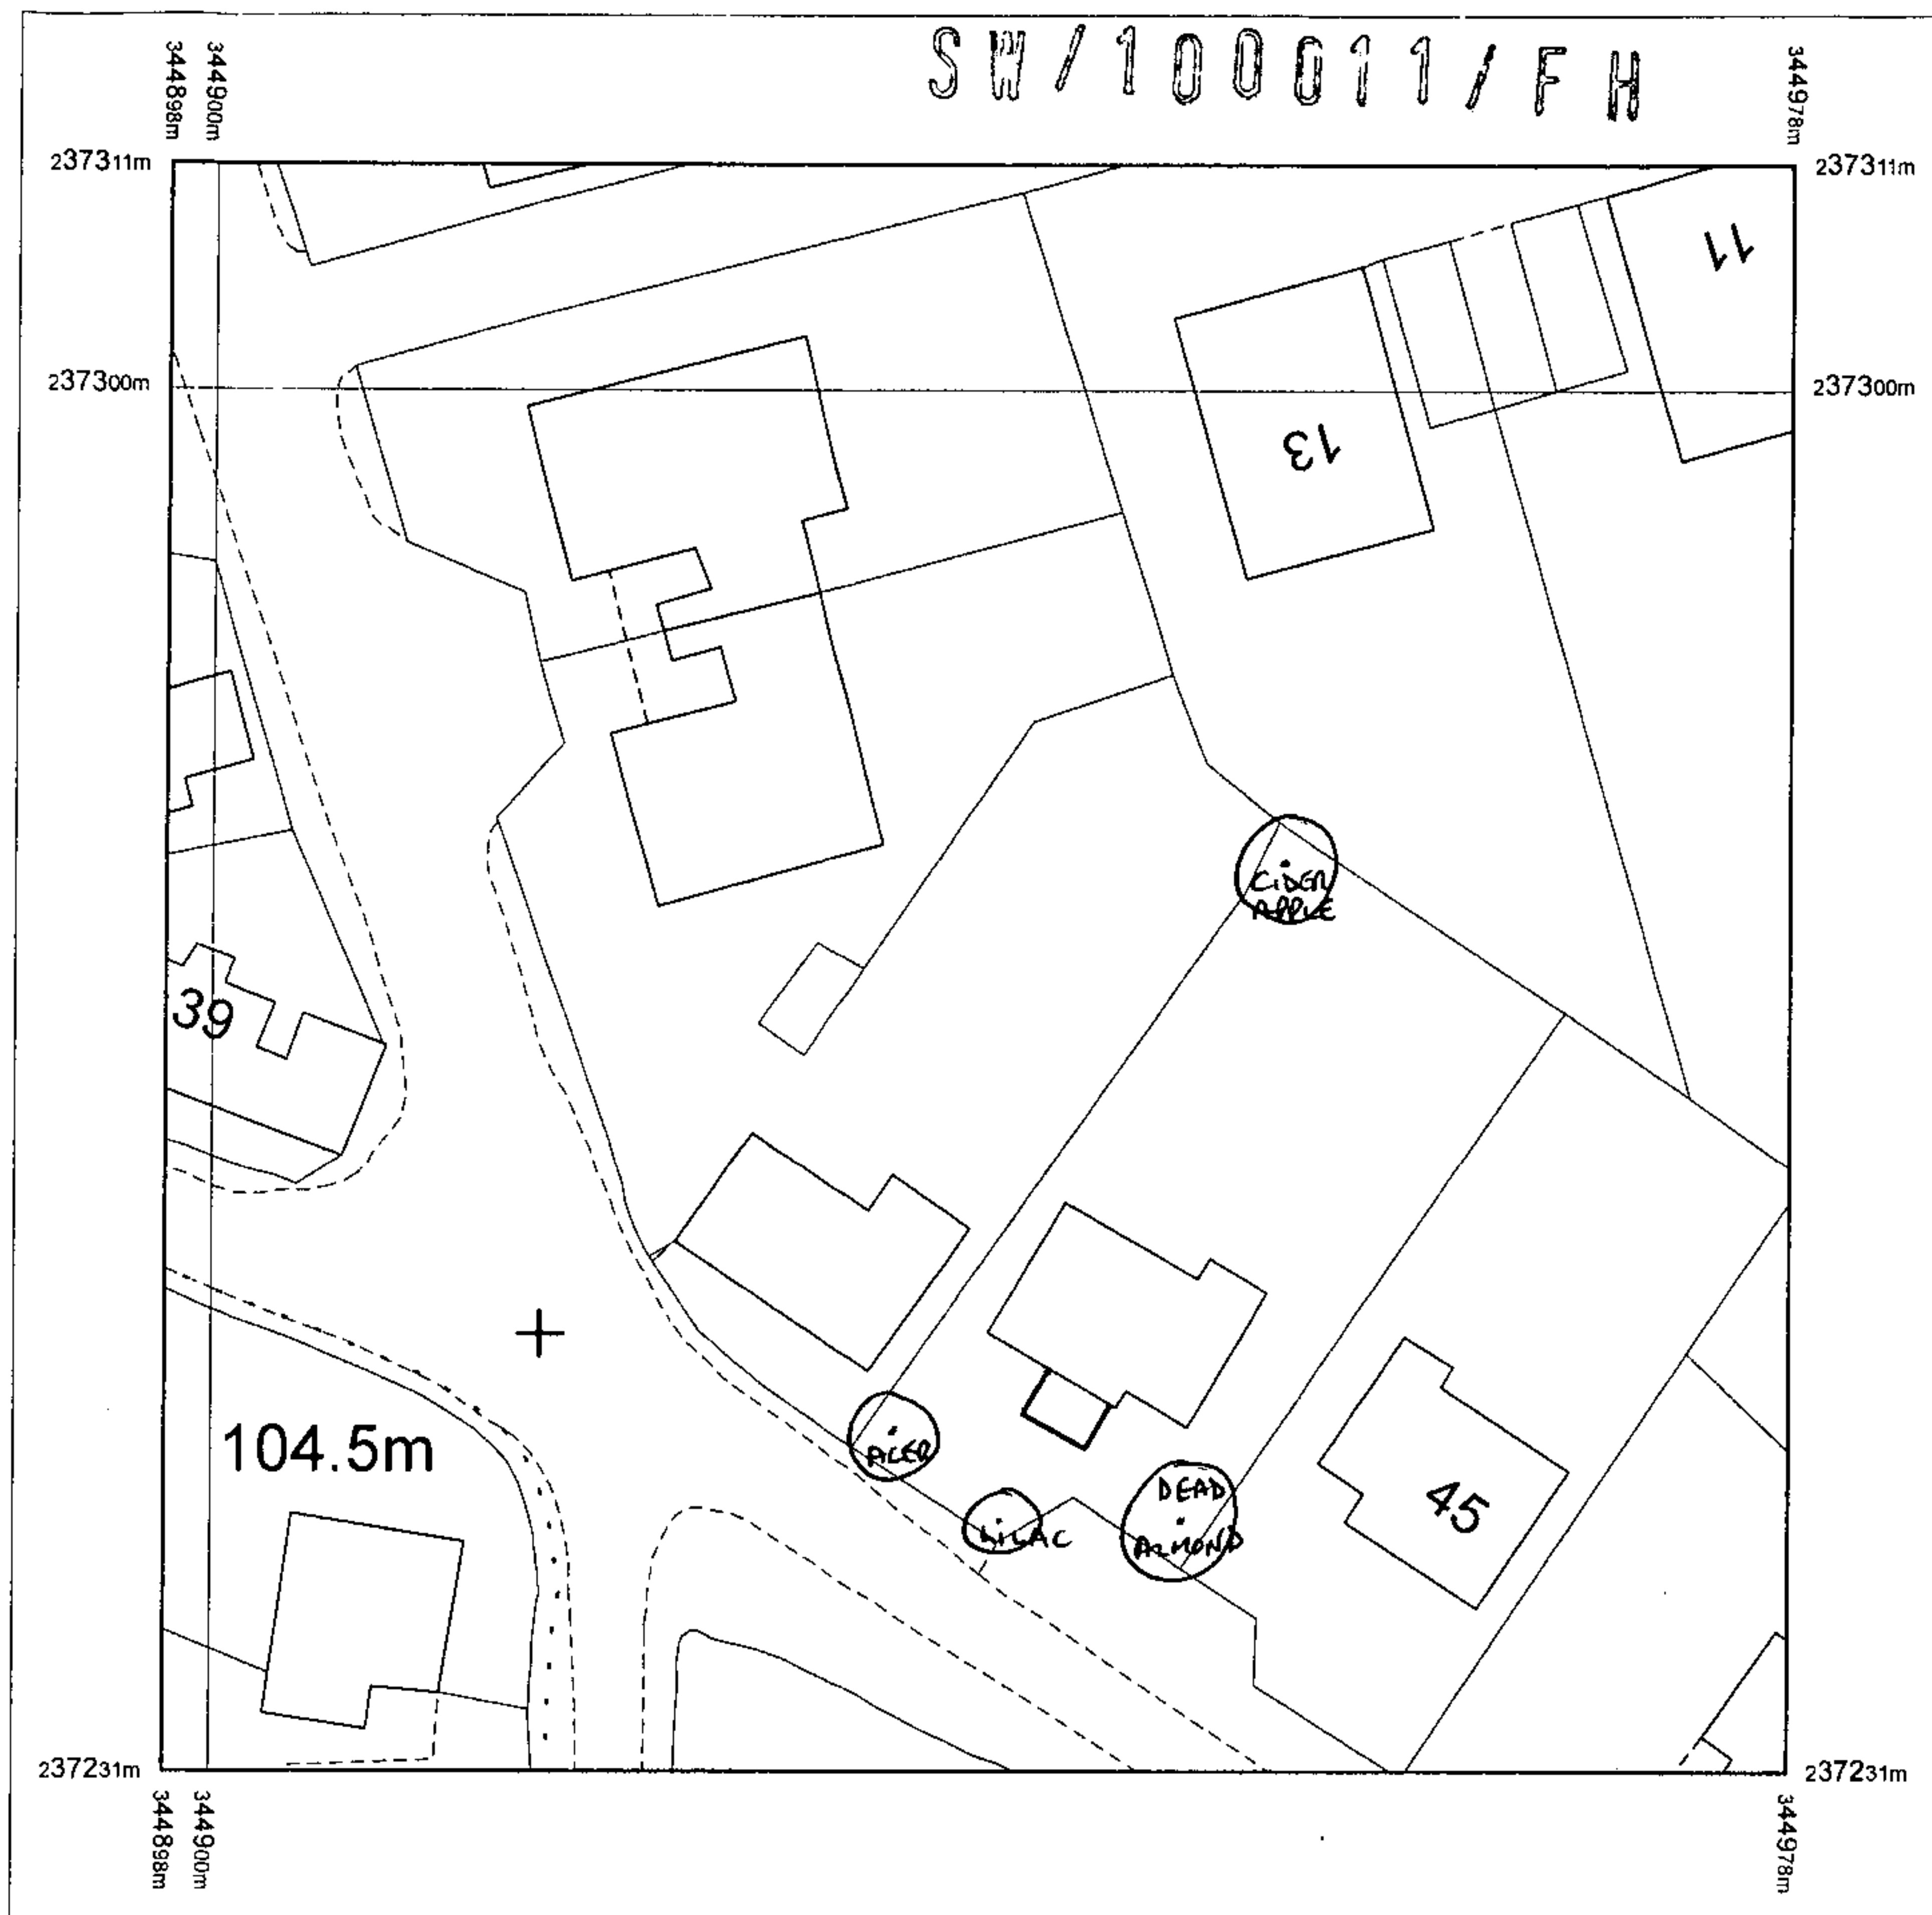 SW/100611/FH
344898m
344900m
344978m
237311m
237311m
237300m
237300m
11
13
CIDER
APPLE
39
104.5m
ACER
LILAC
DEAD
ALMOND
45
237231m
237231m
344898m
344900m
344978m